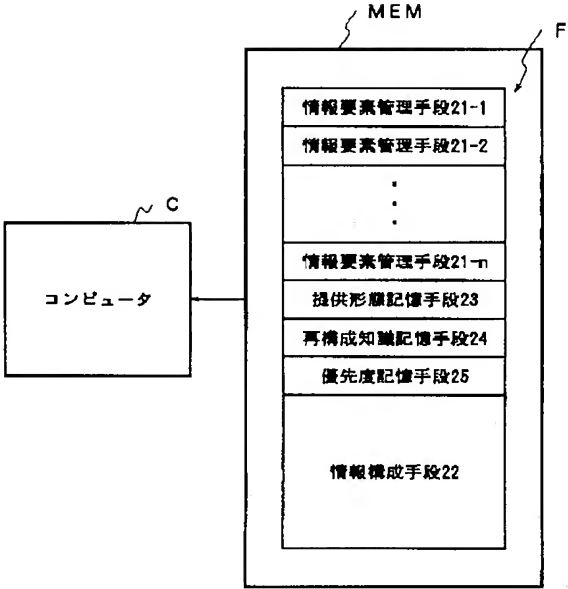 MEM
F
情報要素管理手段21-1
情報要素管理手段21-2
C
情報要素管理手段21-n
コンピュータ
提供形態記憶手段23
再構成知識記憶手段24
優先度記憶手段25
情報構成手段22